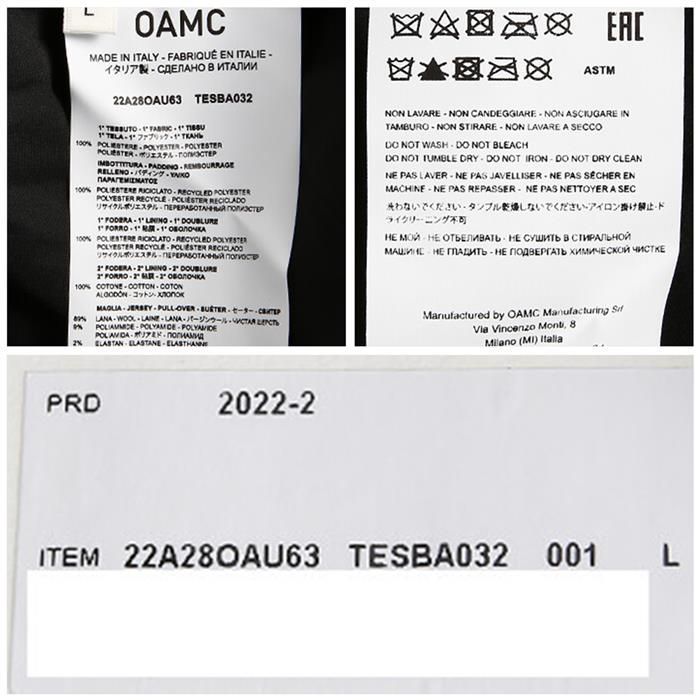 L
OAMC
MADE IN ITALY - FABRIQUÉ EN ITALIE -
イタリア製 - СДЕЛАНО В ИТАЛИИ
22A28OAU63 TESBA032
1° TESSUTO - 1° FABRIC - 1° TISSU
1° TELA - 1° ファブリック - 1° ТКАНЬ
100% POLIESTERE - POLYESTER - POLYESTER
POLIÉSTER - ポリエステル - ПОЛИЭСТЕР
IMBOTTITURA - PADDING - REMBOURRAGE
RELLENO - パディング -
100% POLIESTERE RICICLATO - RECYCLED POLYESTER
POLYESTER RECYCLÉ - POLIÉSTER RECICLADO
リサイクルポリエステル - ПЕРЕРАБОТАННЫЙ ПОЛИЭСТЕР
1° FODERA - 1° LINING - 1° DOUBLURE
1° FORRO - 1° - 1° ОБОЛОЧКА
100% POLIESTERE RICICLATO - RECYCLED POLYESTER
POLYESTER RECYCLÉ - POLIÉSTER RECICLADO
リサイクルポリエステル - ПЕРЕРАБОТАННЫЙ ПОЛИЭСТЕР
2° FODERA - 2° LINING - 2° DOUBLURE
2° FORRO - 2° - 2° ОБОЛОЧКА
100% COTONE - COTTON - COTON
ALGODÓN - コットン - ХЛОПОК
MAGLIA - JERSEY - PULL-OVER - SUÉTER - セーター - СВИТЕР
89% LANA - WOOL - LAINE - LANA - バージンウール - ЧИСТАЯ ШЕРСТЬ
9% POLIAMMIDE - POLYAMIDE - POLYAMIDE
POLIAMIDA - ポリアミド - ПОЛИАМИД
2% ELASTAN - ELASTANE - ELASTHANNE
EAC
ASTM
NON LAVARE - NON CANDEGGIARE - NON ASCIUGARE IN
TAMBURO - NON STIRARE - NON LAVARE A SECCO
DO NOT WASH - DO NOT BLEACH
DO NOT TUMBLE DRY - DO NOT IRON - DO NOT DRY CLEAN
NE PAS LAVER - NE PAS JAVELLISER - NE PAS SÉCHER EN
MACHINE - NE PAS REPASSER - NE PAS NETTOYER A SEC
洗わないでください - タンブル乾燥しないでください-アイロン掛け禁止-ド
ライクリーニング不可
НЕ МОЙ - НЕ ОТБЕЛИВАТЬ - НЕ СУШИТЬ В СТИРАЛЬНОЙ
МАШИНЕ - НЕ ГЛАДИТЬ - НЕ ПОДВЕРГАТЬ ХИМИЧЕСКОЙ ЧИСТКЕ
Manufactured by OAMC Manufacturing Srl
Via Vincenzo Monti, 8
Milano (MI) Italia
PRD 2022-2
ITEM 22A28OAU63 TESBA032 001 L